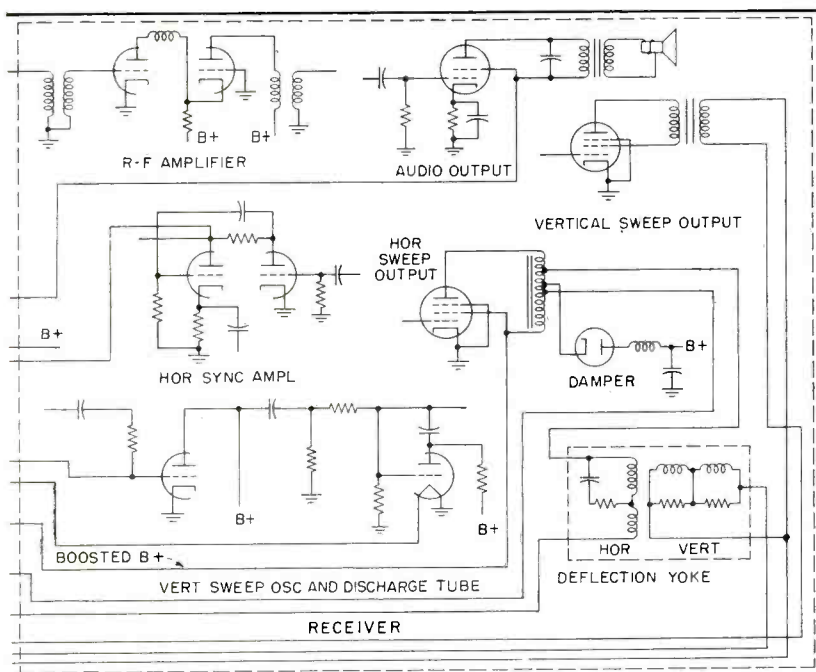 B+
B+
R-F AMPLIFIER
AUDIO OUTPUT
VERTICAL SWEEP OUTPUT
HOR
SWEEP
OUTPUT
B+
HOR SYNC AMPL
B+
DAMPER
B+
B+
BOOSTED B+
HOR
VERT
VERT SWEEP OSC AND DISCHARGE TUBE
DEFLECTION YOKE
RECEIVER